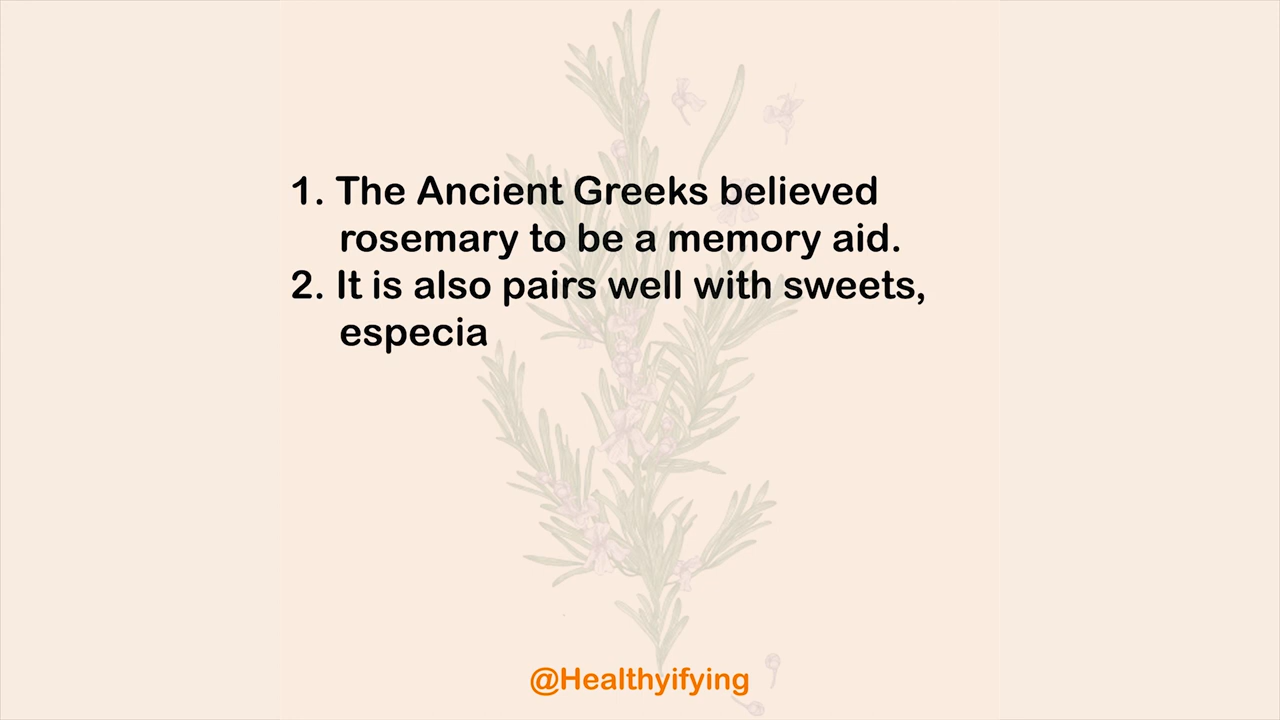 1. The Ancient Greeks believed
rosemary to be a memory aid.
2. It is also pairs well with sweets,
especia
@Healthyifying